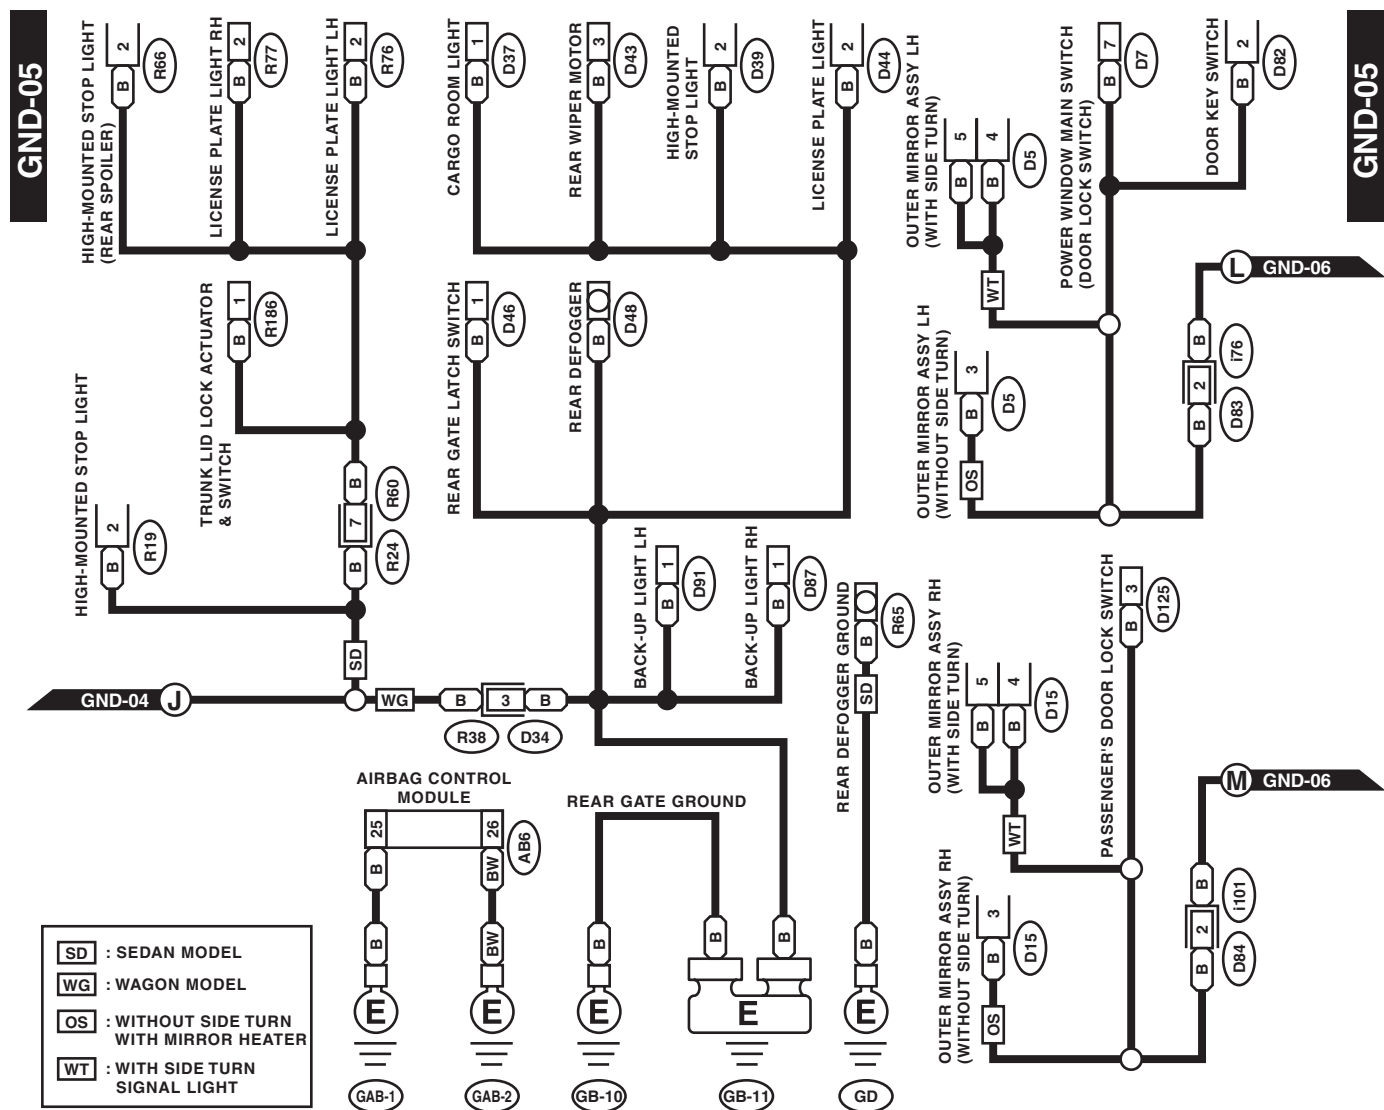 GND-05
GND-05
HIGH-MOUNTED STOP LIGHT
(REAR SPOILER)
2
B
R66
LICENSE PLATE LIGHT RH
2
B
R77
LICENSE PLATE LIGHT LH
2
B
R76
CARGO ROOM LIGHT
1
B
D37
REAR WIPER MOTOR
3
B
D43
HIGH-MOUNTED
STOP LIGHT
2
B
D39
LICENSE PLATE LIGHT
2
B
D44
OUTER MIRROR ASSY LH
(WITH SIDE TURN)
5
4
B
B
D5
WT
POWER WINDOW MAIN SWITCH
(DOOR LOCK SWITCH)
7
B
D7
DOOR KEY SWITCH
2
B
D82
L
GND-06
B
i76
2
B
D83
HIGH-MOUNTED STOP LIGHT
2
B
R19
TRUNK LID LOCK ACTUATOR
& SWITCH
1
B
R186
B
R60
7
B
R24
SD
REAR GATE LATCH SWITCH
1
B
D46
REAR DEFOGGER
B
D48
OUTER MIRROR ASSY LH
(WITHOUT SIDE TURN)
3
B
D5
OS
BACK-UP LIGHT LH
1
B
D91
BACK-UP LIGHT RH
1
B
D87
REAR DEFOGGER GROUND
B
R65
SD
OUTER MIRROR ASSY RH
(WITH SIDE TURN)
5
4
B
B
D15
WT
PASSENGER'S DOOR LOCK SWITCH
3
B
D125
GND-04
J
WG
B
3
B
R38
D34
M
GND-06
B
i101
2
B
D84
OUTER MIRROR ASSY RH
(WITHOUT SIDE TURN)
3
B
D15
OS
AIRBAG CONTROL
MODULE
25
26
AB6
B
BW
B
BW
REAR GATE GROUND
B
B
B
B
E
E
E
E
E
GAB-1
GAB-2
GB-10
GB-11
GD
SD : SEDAN MODEL
WG : WAGON MODEL
OS : WITHOUT SIDE TURN
WITH MIRROR HEATER
WT : WITH SIDE TURN
SIGNAL LIGHT